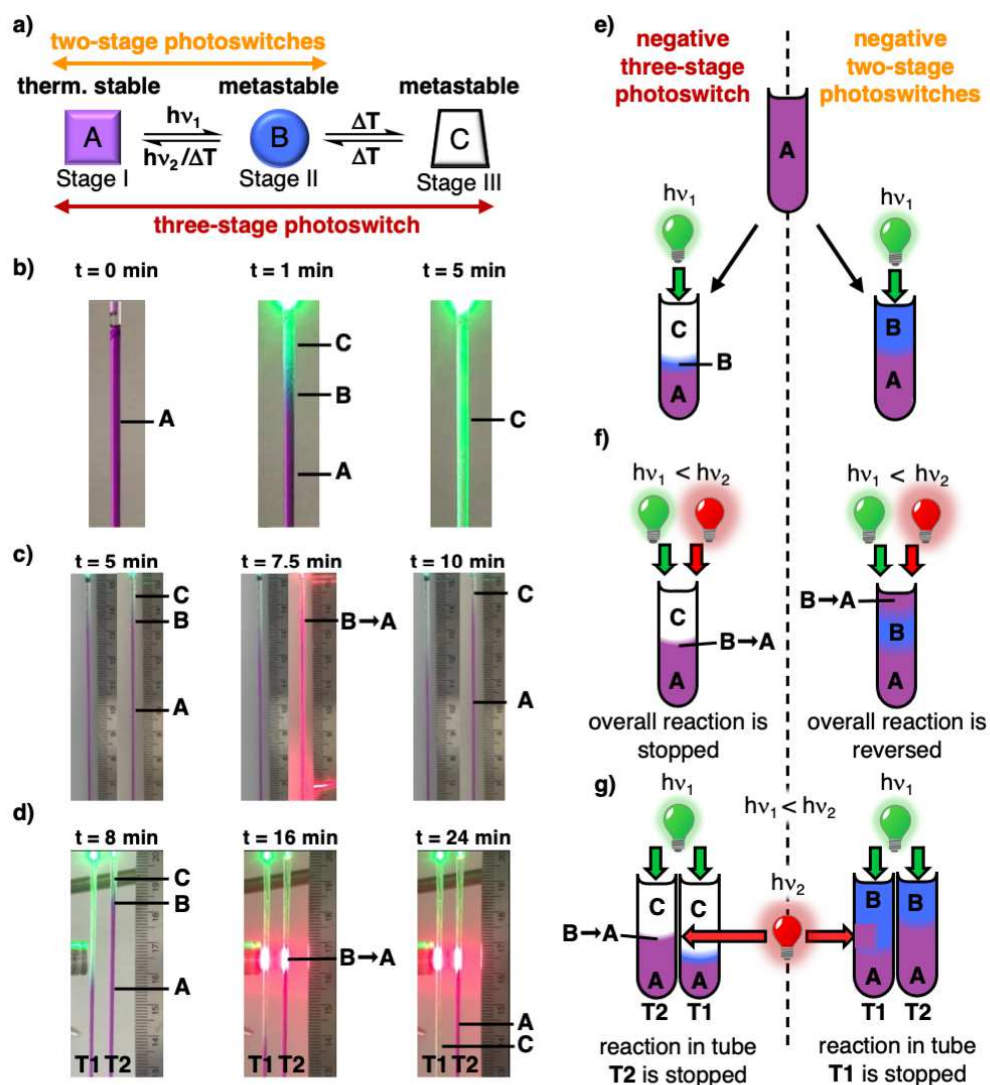 a)
two-stage photoswitches
therm. stable
metastable
metastable
A
hν₁
hν₂/ΔT
B
ΔT
ΔT
C
Stage I
Stage II
Stage III
three-stage photoswitch
b)
t = 0 min
t = 1 min
t = 5 min
A
C
B
A
C
c)
t = 5 min
t = 7.5 min
t = 10 min
C
B
A
B→A
C
A
d)
t = 8 min
t = 16 min
t = 24 min
C
B
A
T1 T2
B→A
T1 T2
A
C
T1 T2
e)
negative
three-stage
photoswitch
negative
two-stage
photoswitches
A
hν₁
hν₁
C
B
A
B
A
f)
hν₁ < hν₂
hν₁ < hν₂
C
B→A
A
B→A
B
A
overall reaction is
stopped
overall reaction is
reversed
g)
hν₁
hν₁ < hν₂
hν₁
hν₂
C
C
B→A
A
A
B
B
A
A
T2 T1
T1 T2
reaction in tube
T2 is stopped
reaction in tube
T1 is stopped